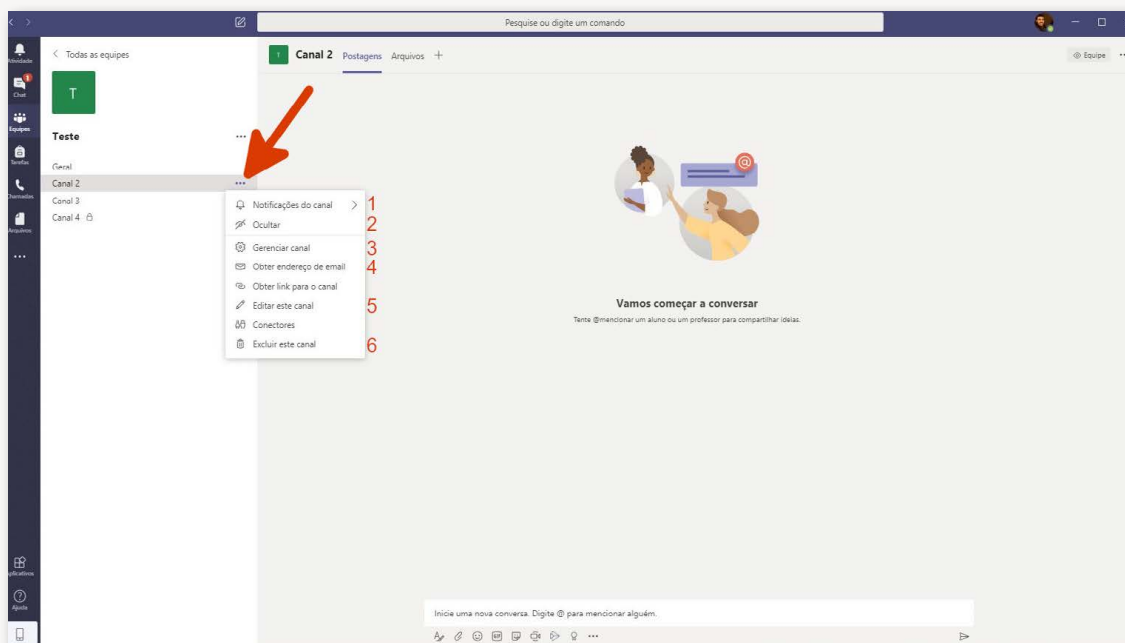 Pesquise ou digite um comando
Atividade
Chat
1
Equipes
Tarefas
Chamadas
Arquivos
Todas as equipes
T
Teste
Geral
Canal 2
Canal 3
Canal 4
Notificações do canal 1
Ocultar 2
Gerenciar canal 3
Obter endereço de email 4
Obter link para o canal
Editar este canal 5
Conectores
Excluir este canal 6
T Canal 2 Postagens Arquivos +
Equipe
@
Vamos começar a conversar
Tente @mencionar um aluno ou um professor para compartilhar ideias.
Inicie uma nova conversa. Digite @ para mencionar alguém.
GIF
Aplicativos
Ajuda